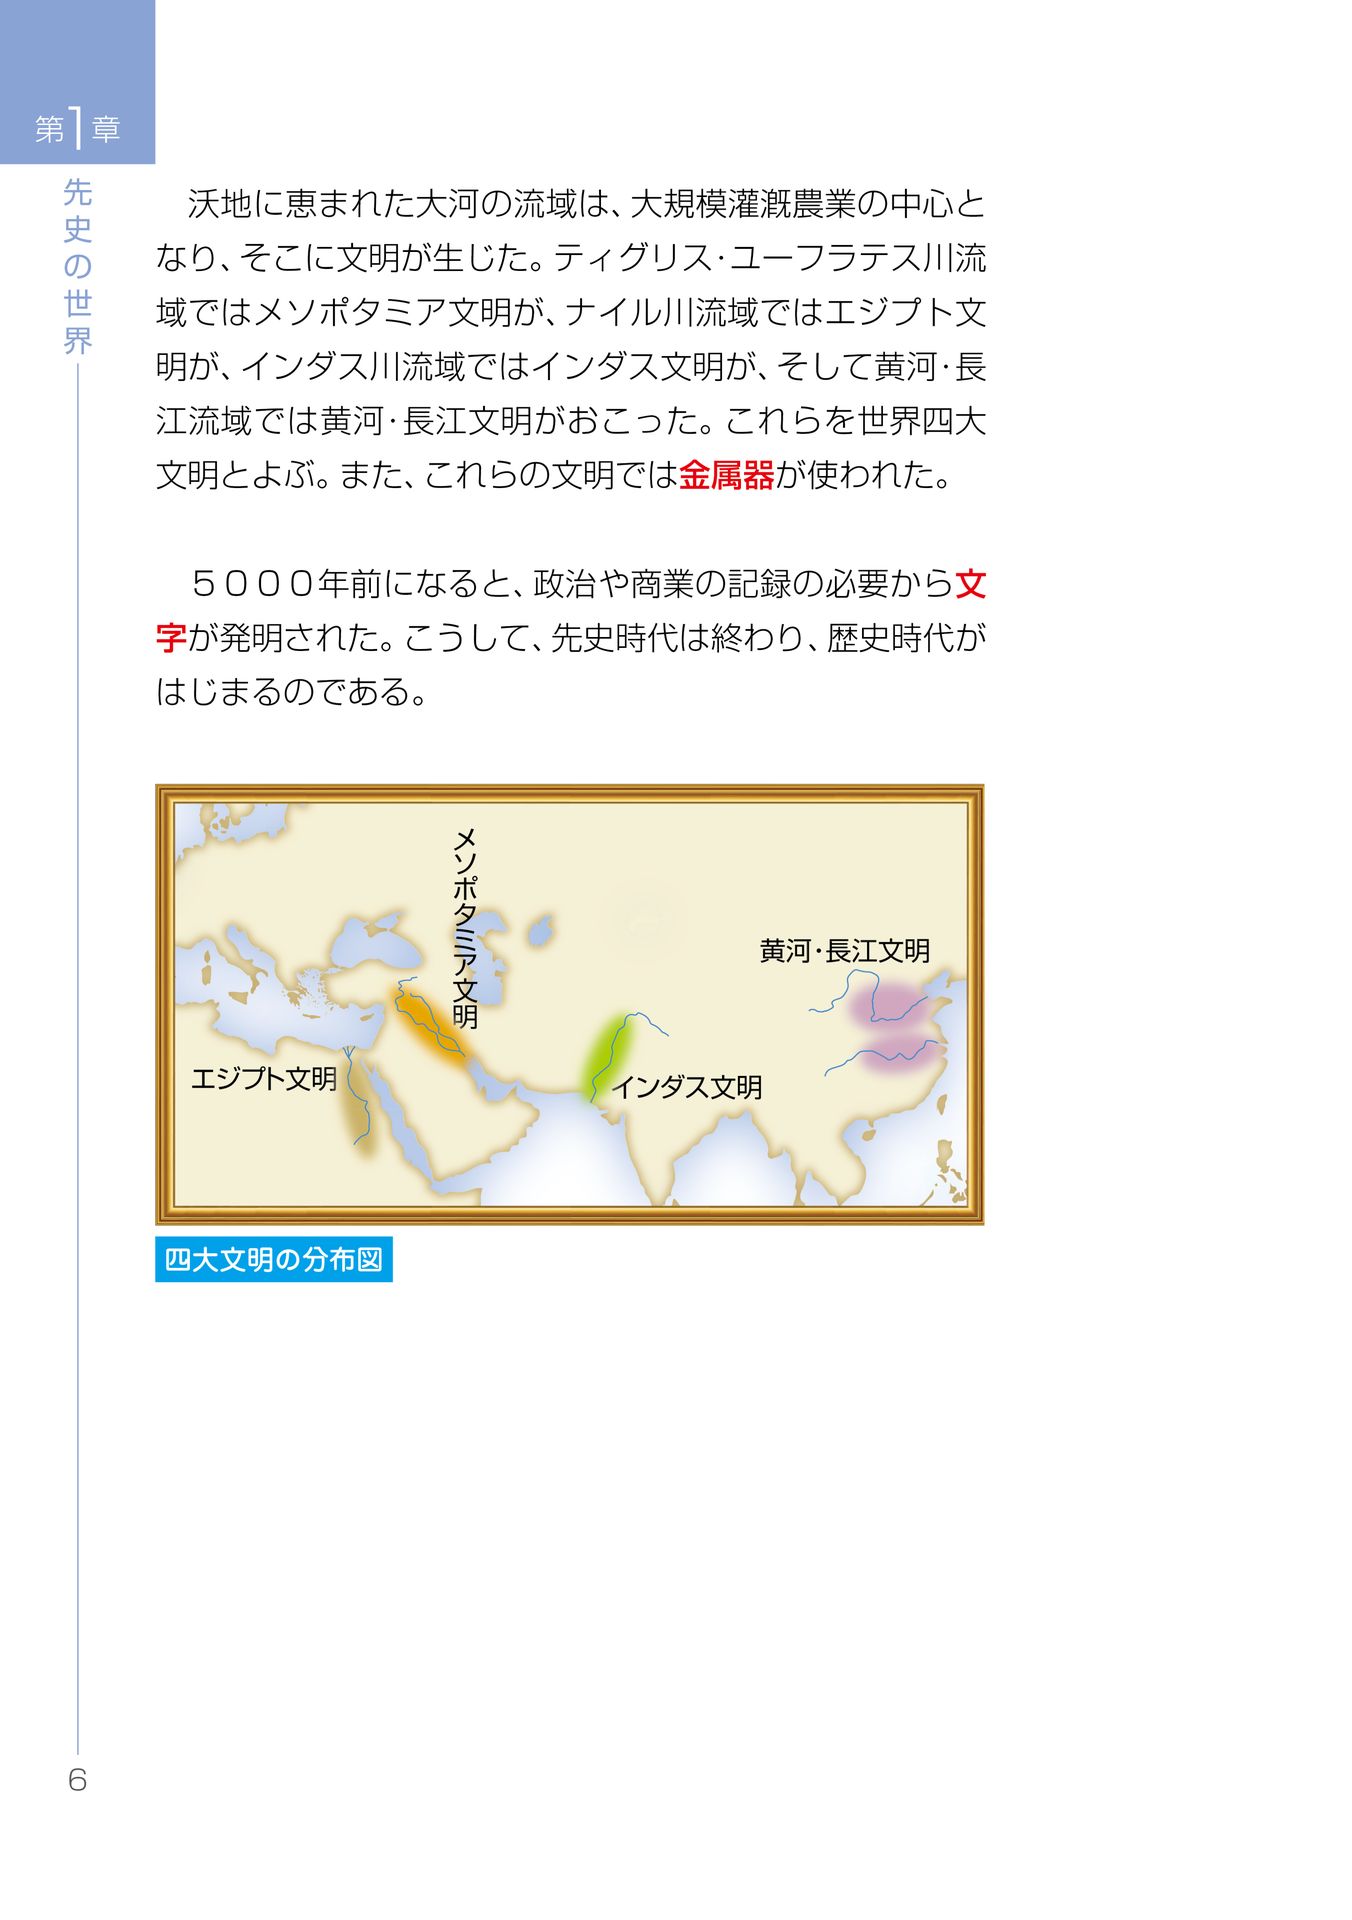 第1章
先史の世界
沃地に恵まれた大河の流域は、大規模灌漑農業の中心と
なり、そこに文明が生じた。ティグリス・ユーフラテス川流
域ではメソポタミア文明が、ナイル川流域ではエジプト文
明が、インダス川流域ではインダス文明が、そして黄河・長
江流域では黄河・長江文明がおこった。これらを世界四大
文明とよぶ。また、これらの文明では金属器が使われた。
５０００年前になると、政治や商業の記録の必要から文
字が発明された。こうして、先史時代は終わり、歴史時代が
はじまるのである。
メソポタミア文明
黄河・長江文明
エジプト文明
インダス文明
四大文明の分布図
6